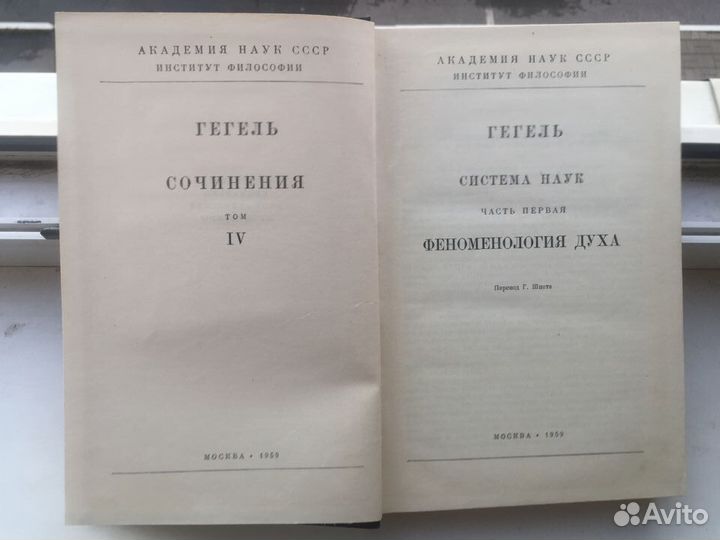 АКАДЕМИЯ НАУК СССР
ИНСТИТУТ ФИЛОСОФИИ
ГЕГЕЛЬ
СОЧИНЕНИЯ
ТОМ
IV
МОСКВА • 1959
АКАДЕМИЯ НАУК СССР
ИНСТИТУТ ФИЛОСОФИИ
ГЕГЕЛЬ
СИСТЕМА НАУК
ЧАСТЬ ПЕРВАЯ
ФЕНОМЕНОЛОГИЯ ДУХА
Перевод Г. Шпета
МОСКВА • 1959
Avito